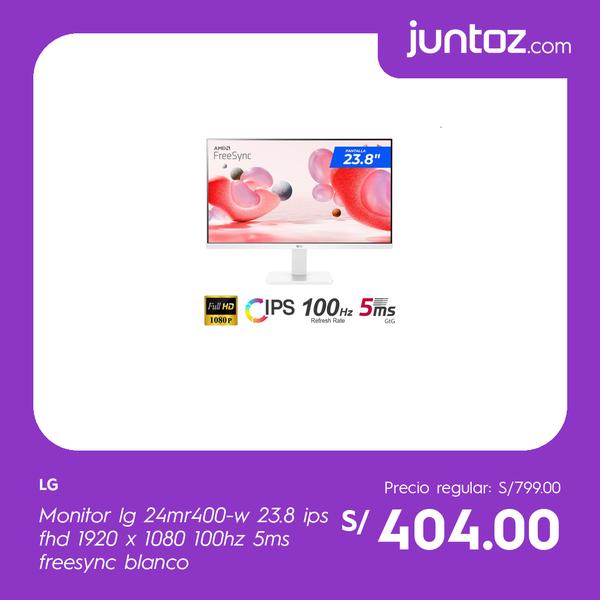 juntoz.com
AMD
FreeSync
PANTALLA
23.8"
LG
Full HD
1080P
IPS
100Hz
Refresh Rate
5ms
GtG
LG
Monitor lg 24mr400-w 23.8 ips
fhd 1920 x 1080 100hz 5ms
freesync blanco
Precio regular: S/799.00
S/ 404.00